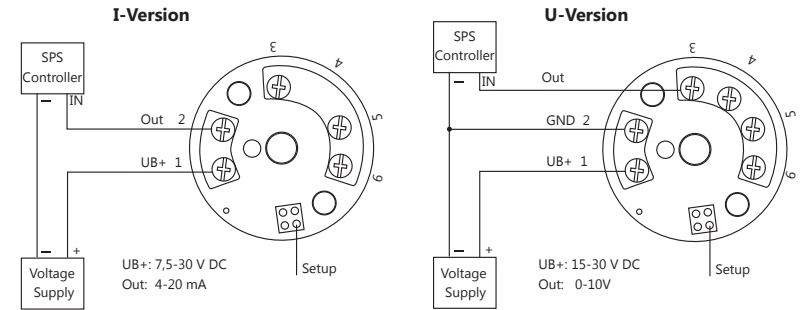 I-Version
SPS
Controller
–
IN
3
4
5
6
Out 2
UB+ 1
–
+
Voltage
Supply
UB+: 7,5-30 V DC
Out: 4-20 mA
Setup
U-Version
SPS
Controller
–
IN
Out
3
4
5
6
GND 2
UB+ 1
–
+
Voltage
Supply
UB+: 15-30 V DC
Out: 0-10V
Setup